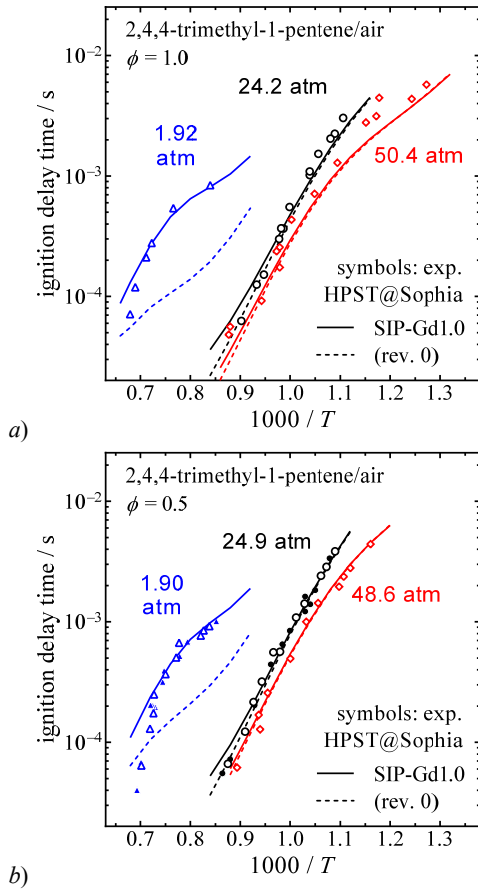 a)
2,4,4-trimethyl-1-pentene/air
ϕ = 1.0
24.2 atm
1.92
atm
50.4 atm
symbols: exp.
HPST@Sophia
SIP-Gd1.0
(rev. 0)
ignition delay time / s
10⁻²
10⁻³
10⁻⁴
0.7 0.8 0.9 1.0 1.1 1.2 1.3
1000 / T
b)
2,4,4-trimethyl-1-pentene/air
ϕ = 0.5
24.9 atm
1.90
atm
48.6 atm
symbols: exp.
HPST@Sophia
SIP-Gd1.0
(rev. 0)
ignition delay time / s
10⁻²
10⁻³
10⁻⁴
0.7 0.8 0.9 1.0 1.1 1.2 1.3
1000 / T